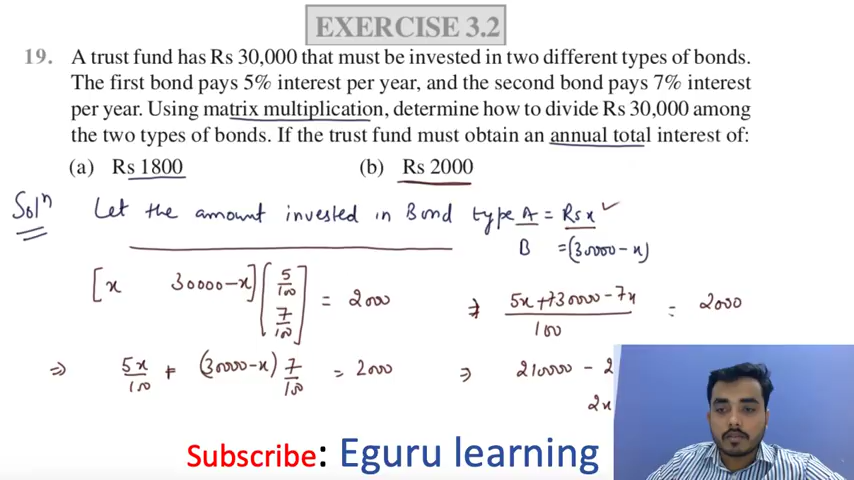 EXERCISE 3.2
19. A trust fund has Rs 30,000 that must be invested in two different types of bonds.
The first bond pays 5% interest per year, and the second bond pays 7% interest
per year. Using matrix multiplication, determine how to divide Rs 30,000 among
the two types of bonds. If the trust fund must obtain an annual total interest of:
(a) Rs 1800 (b) Rs 2000
Solⁿ Let the amount invested in Bond type A = Rs x ✓
B = (30000 - x)
[x 30000-x] [5/100 7/100] = 2000
⇒ 5x/100 + (30000-x) 7/100 = 2000
⇒ 5x+730000-7x/100 = 2000
⇒ 210000 - 2
2x
Subscribe: Eguru learning